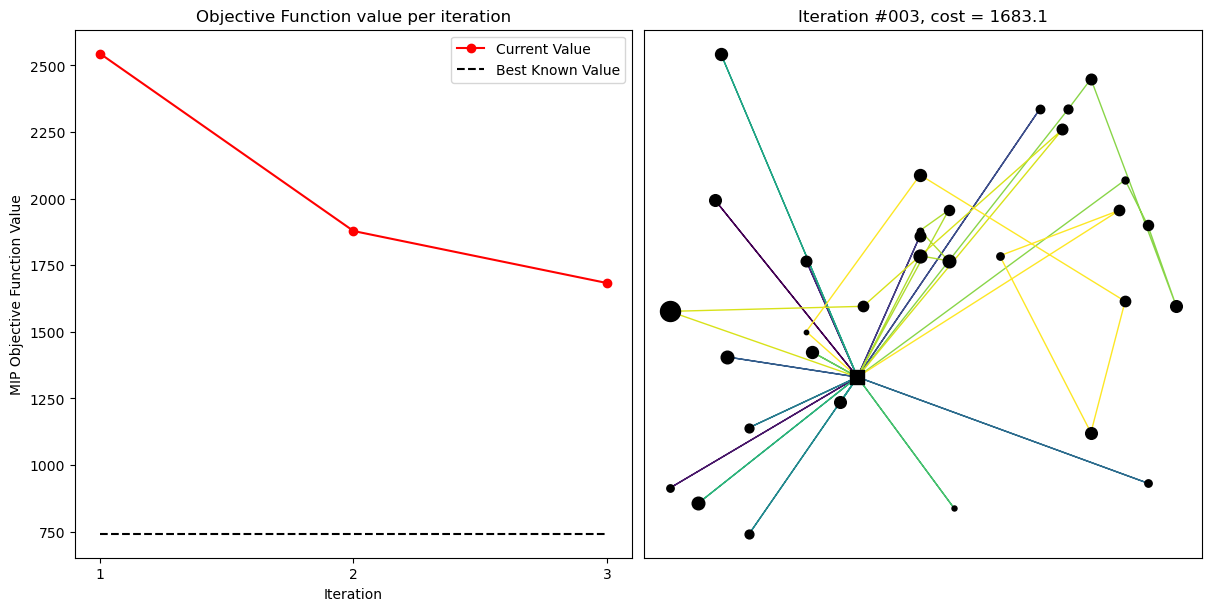 Objective Function value per iteration
Current Value
Best Known Value
2500
2250
2000
1750
1500
1250
1000
750
MIP Objective Function Value
1 2 3
Iteration
Iteration #003, cost = 1683.1